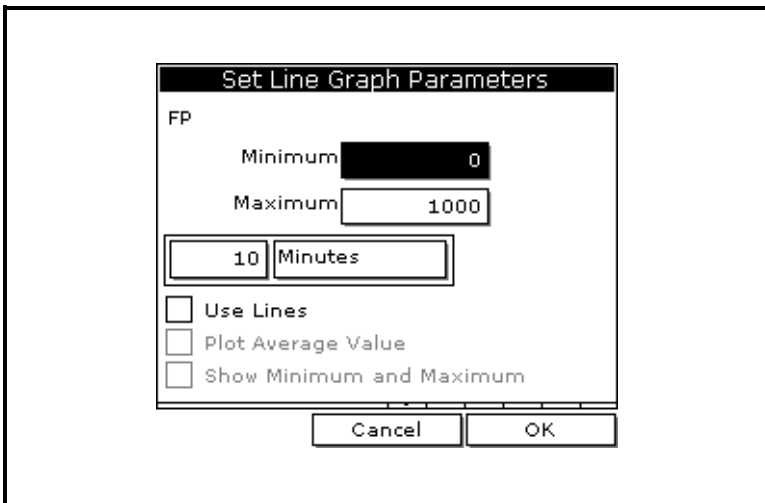 Set Line Graph Parameters
FP
Minimum 0
Maximum 1000
10 Minutes
Use Lines
Plot Average Value
Show Minimum and Maximum
Cancel OK